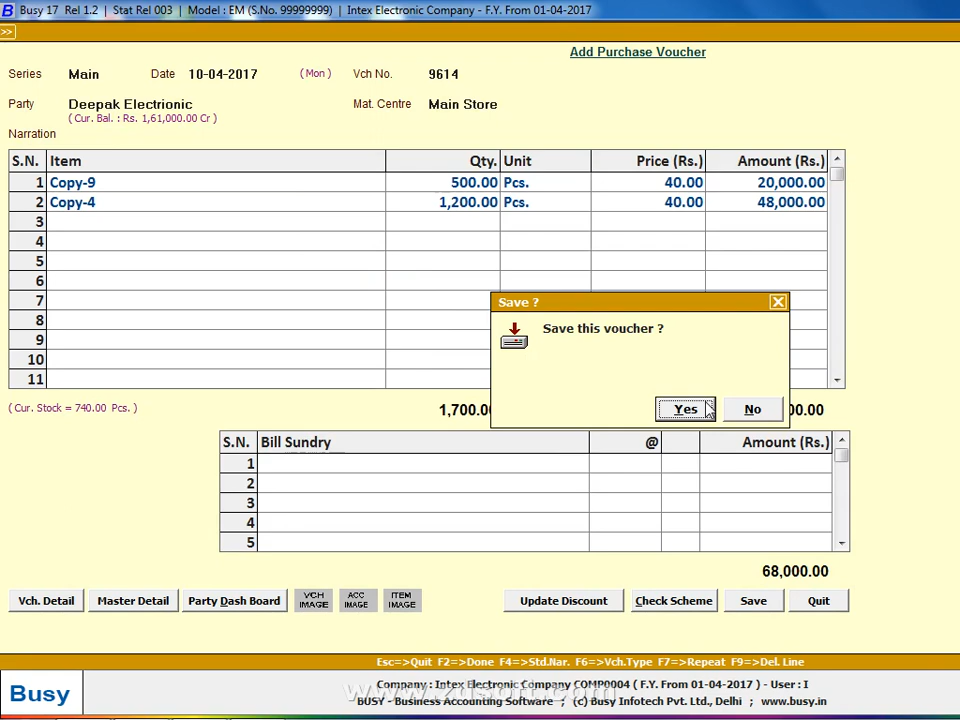 B Busy 17 Rel 1.2 | Stat Rel 003 | Model : EM (S.No. 99999999) | Intex Electronic Company - F.Y. From 01-04-2017
>>
Add Purchase Voucher
Series Main Date 10-04-2017 (Mon) Vch No. 9614
Party Deepak Electrionic Mat. Centre Main Store
( Cur. Bal. : Rs. 1,61,000.00 Cr )
Narration
S.N. Item Qty. Unit Price (Rs.) Amount (Rs.)
1 Copy-9 500.00 Pcs. 40.00 20,000.00
2 Copy-4 1,200.00 Pcs. 40.00 48,000.00
3
4
5
6
7
8
9
10
11
Save ?
Save this voucher ?
Yes No
( Cur. Stock = 740.00 Pcs. ) 1,700.0 00.00
S.N. Bill Sundry @ Amount (Rs.)
1
2
3
4
5
68,000.00
Vch. Detail Master Detail Party Dash Board VCH IMAGE ACC IMAGE ITEM IMAGE Update Discount Check Scheme Save Quit
Esc=>Quit F2=>Done F4=>Std.Nar. F6=>Vch.Type F7=>Repeat F9=>Del. Line
Busy
Company : Intex Electronic Company COMP0004 ( F.Y. From 01-04-2017 ) - User : I
www.zdsoft.com
BUSY - Business Accounting Software ; (c) Busy Infotech Pvt. Ltd., Delhi ; www.busy.in